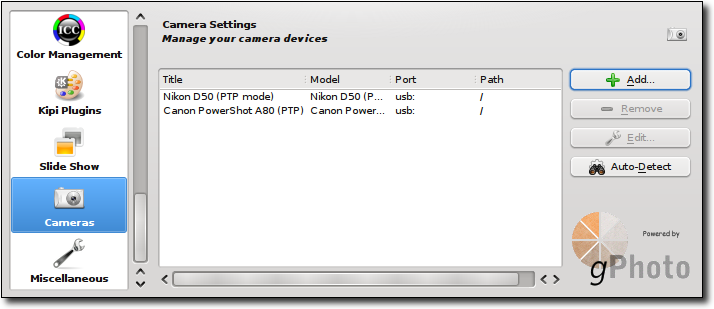 ICC
Color Management
Kipi Plugins
Slide Show
Cameras
Miscellaneous
Camera Settings
Manage your camera devices
Title Model Port Path
Nikon D50 (PTP mode) Nikon D50 (P... usb: /
Canon PowerShot A80 (PTP) Canon Power... usb: /
Add...
Remove
Edit...
Auto-Detect
Powered by
gPhoto